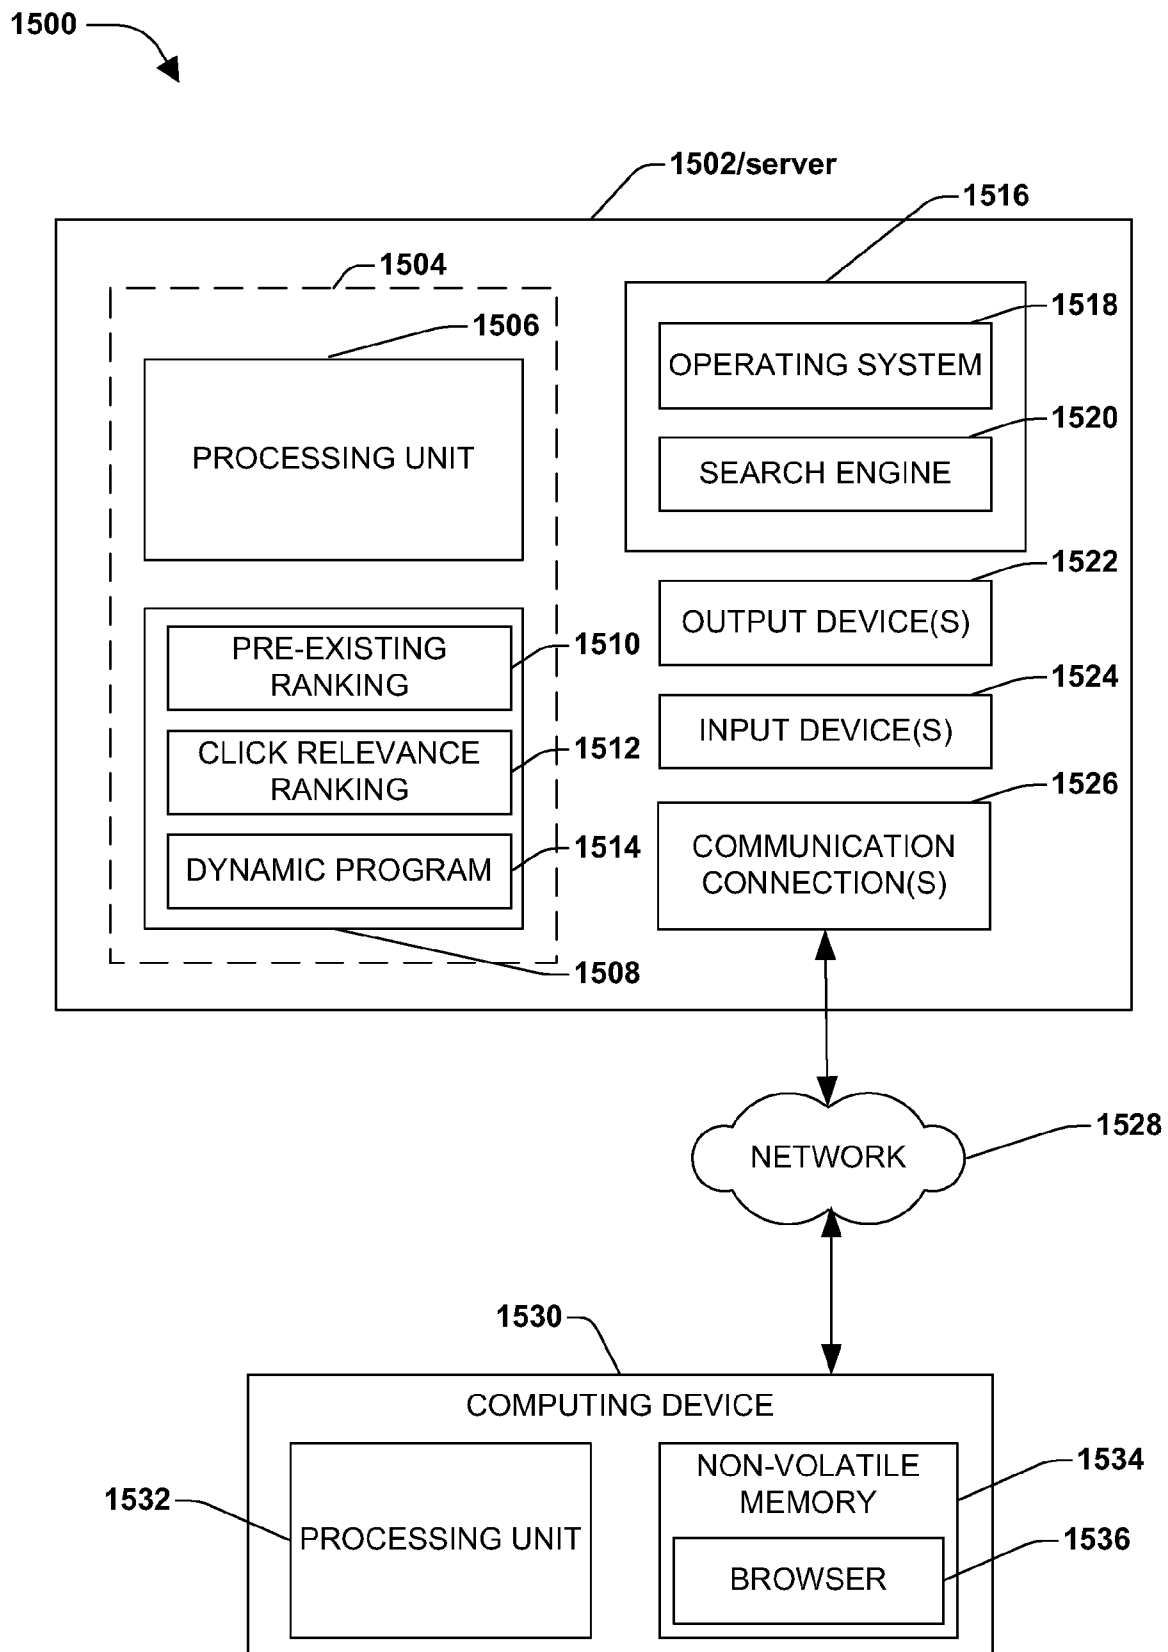 1500
1502/server
1516
1504
1506
1518
OPERATING SYSTEM
1520
PROCESSING UNIT
SEARCH ENGINE
1522
OUTPUT DEVICE(S)
PRE-EXISTING
RANKING
1510
1524
INPUT DEVICE(S)
CLICK RELEVANCE
RANKING
1512
1526
COMMUNICATION
CONNECTION(S)
DYNAMIC PROGRAM
1514
1508
NETWORK
1528
1530
COMPUTING DEVICE
1532
PROCESSING UNIT
NON-VOLATILE
MEMORY
1534
BROWSER
1536